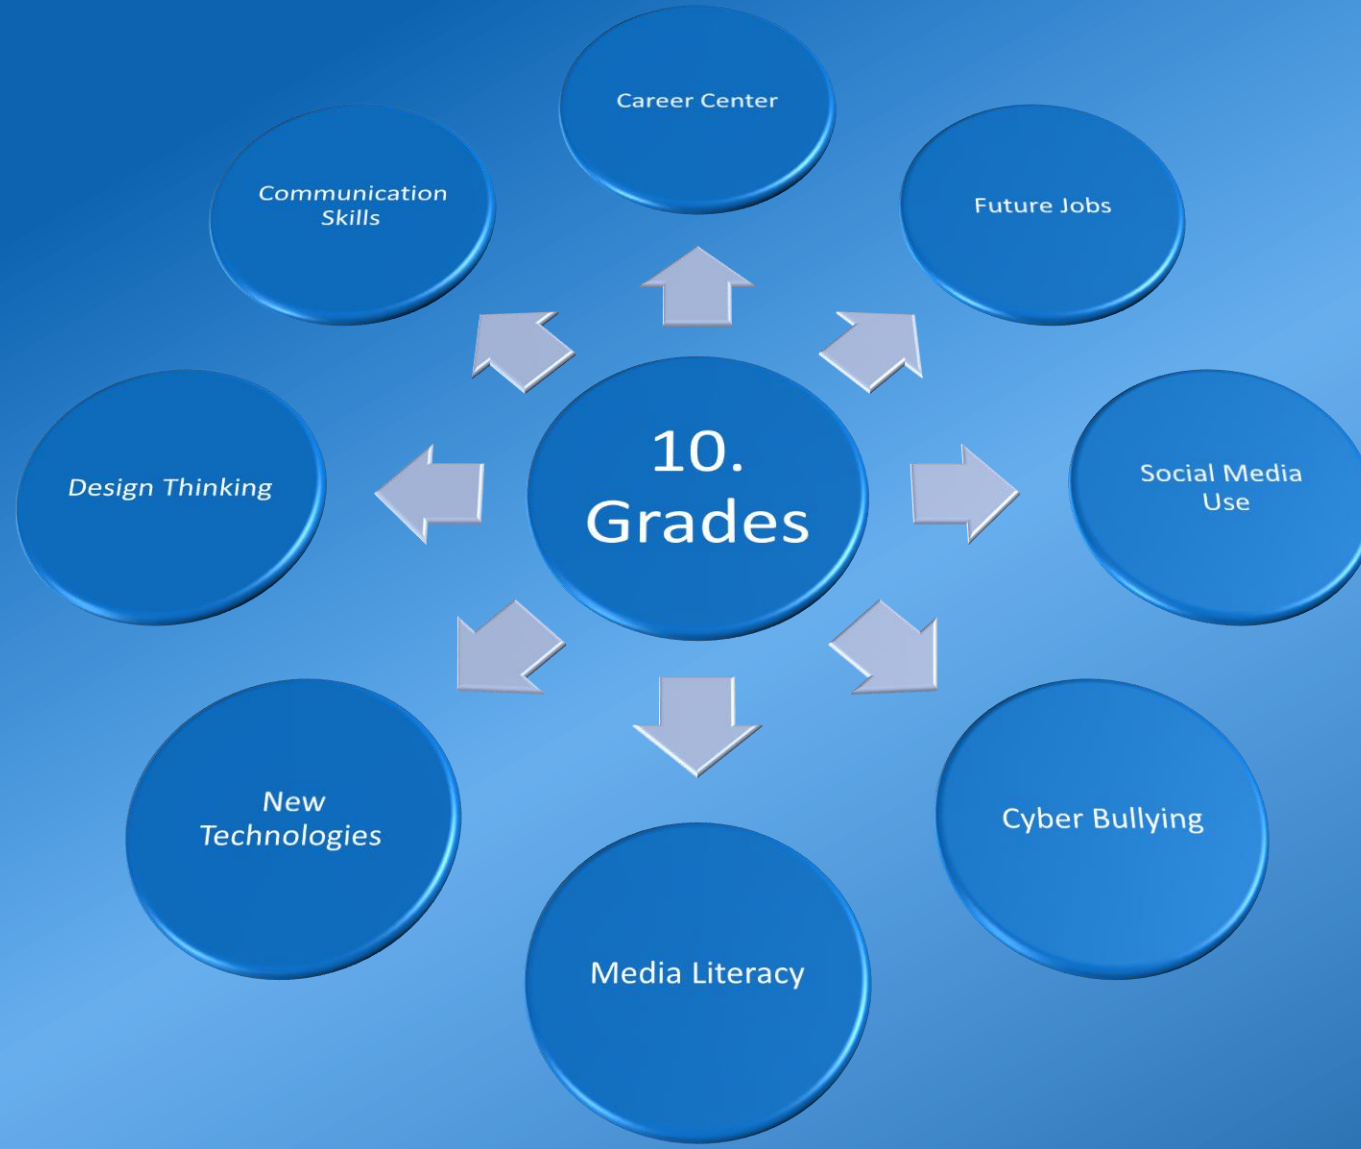 Career Center
Communication
Skills
Future Jobs
10.
Grades
Design Thinking
Social Media
Use
New
Technologies
Cyber Bullying
Media Literacy